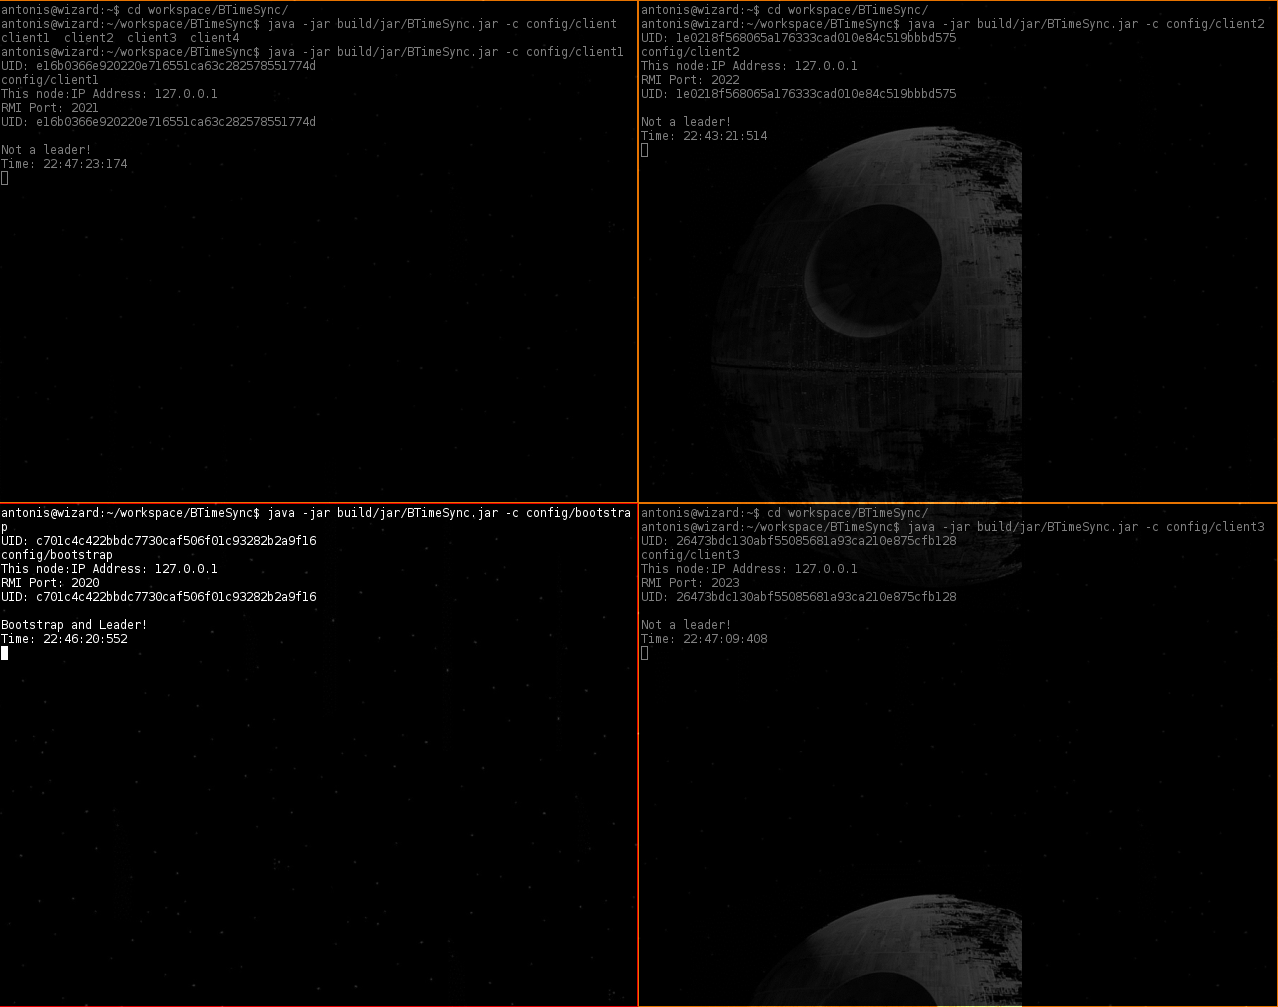 antonis@wizard:~$ cd workspace/BTimeSync/
antonis@wizard:~/workspace/BTimeSync$ java -jar build/jar/BTimeSync.jar -c config/client
client1  client2  client3  client4
antonis@wizard:~/workspace/BTimeSync$ java -jar build/jar/BTimeSync.jar -c config/client1
UID: e16b0366e920220e716551ca63c282578551774d
config/client1
This node:IP Address: 127.0.0.1
RMI Port: 2021
UID: e16b0366e920220e716551ca63c282578551774d
Not a leader!
Time: 22:47:23:174
antonis@wizard:~$ cd workspace/BTimeSync/
antonis@wizard:~/workspace/BTimeSync$ java -jar build/jar/BTimeSync.jar -c config/client2
UID: 1e0218f568065a176333cad010e84c519bbbd575
config/client2
This node:IP Address: 127.0.0.1
RMI Port: 2022
UID: 1e0218f568065a176333cad010e84c519bbbd575
Not a leader!
Time: 22:43:21:514
antonis@wizard:~/workspace/BTimeSync$ java -jar build/jar/BTimeSync.jar -c config/bootstra
p
UID: c701c4c422bbdc7730caf506f01c93282b2a9f16
config/bootstrap
This node:IP Address: 127.0.0.1
RMI Port: 2020
UID: c701c4c422bbdc7730caf506f01c93282b2a9f16
Bootstrap and Leader!
Time: 22:46:20:552
antonis@wizard:~$ cd workspace/BTimeSync/
antonis@wizard:~/workspace/BTimeSync$ java -jar build/jar/BTimeSync.jar -c config/client3
UID: 26473bdc130abf55085681a93ca210e875cfb128
config/client3
This node:IP Address: 127.0.0.1
RMI Port: 2023
UID: 26473bdc130abf55085681a93ca210e875cfb128
Not a leader!
Time: 22:47:09:408